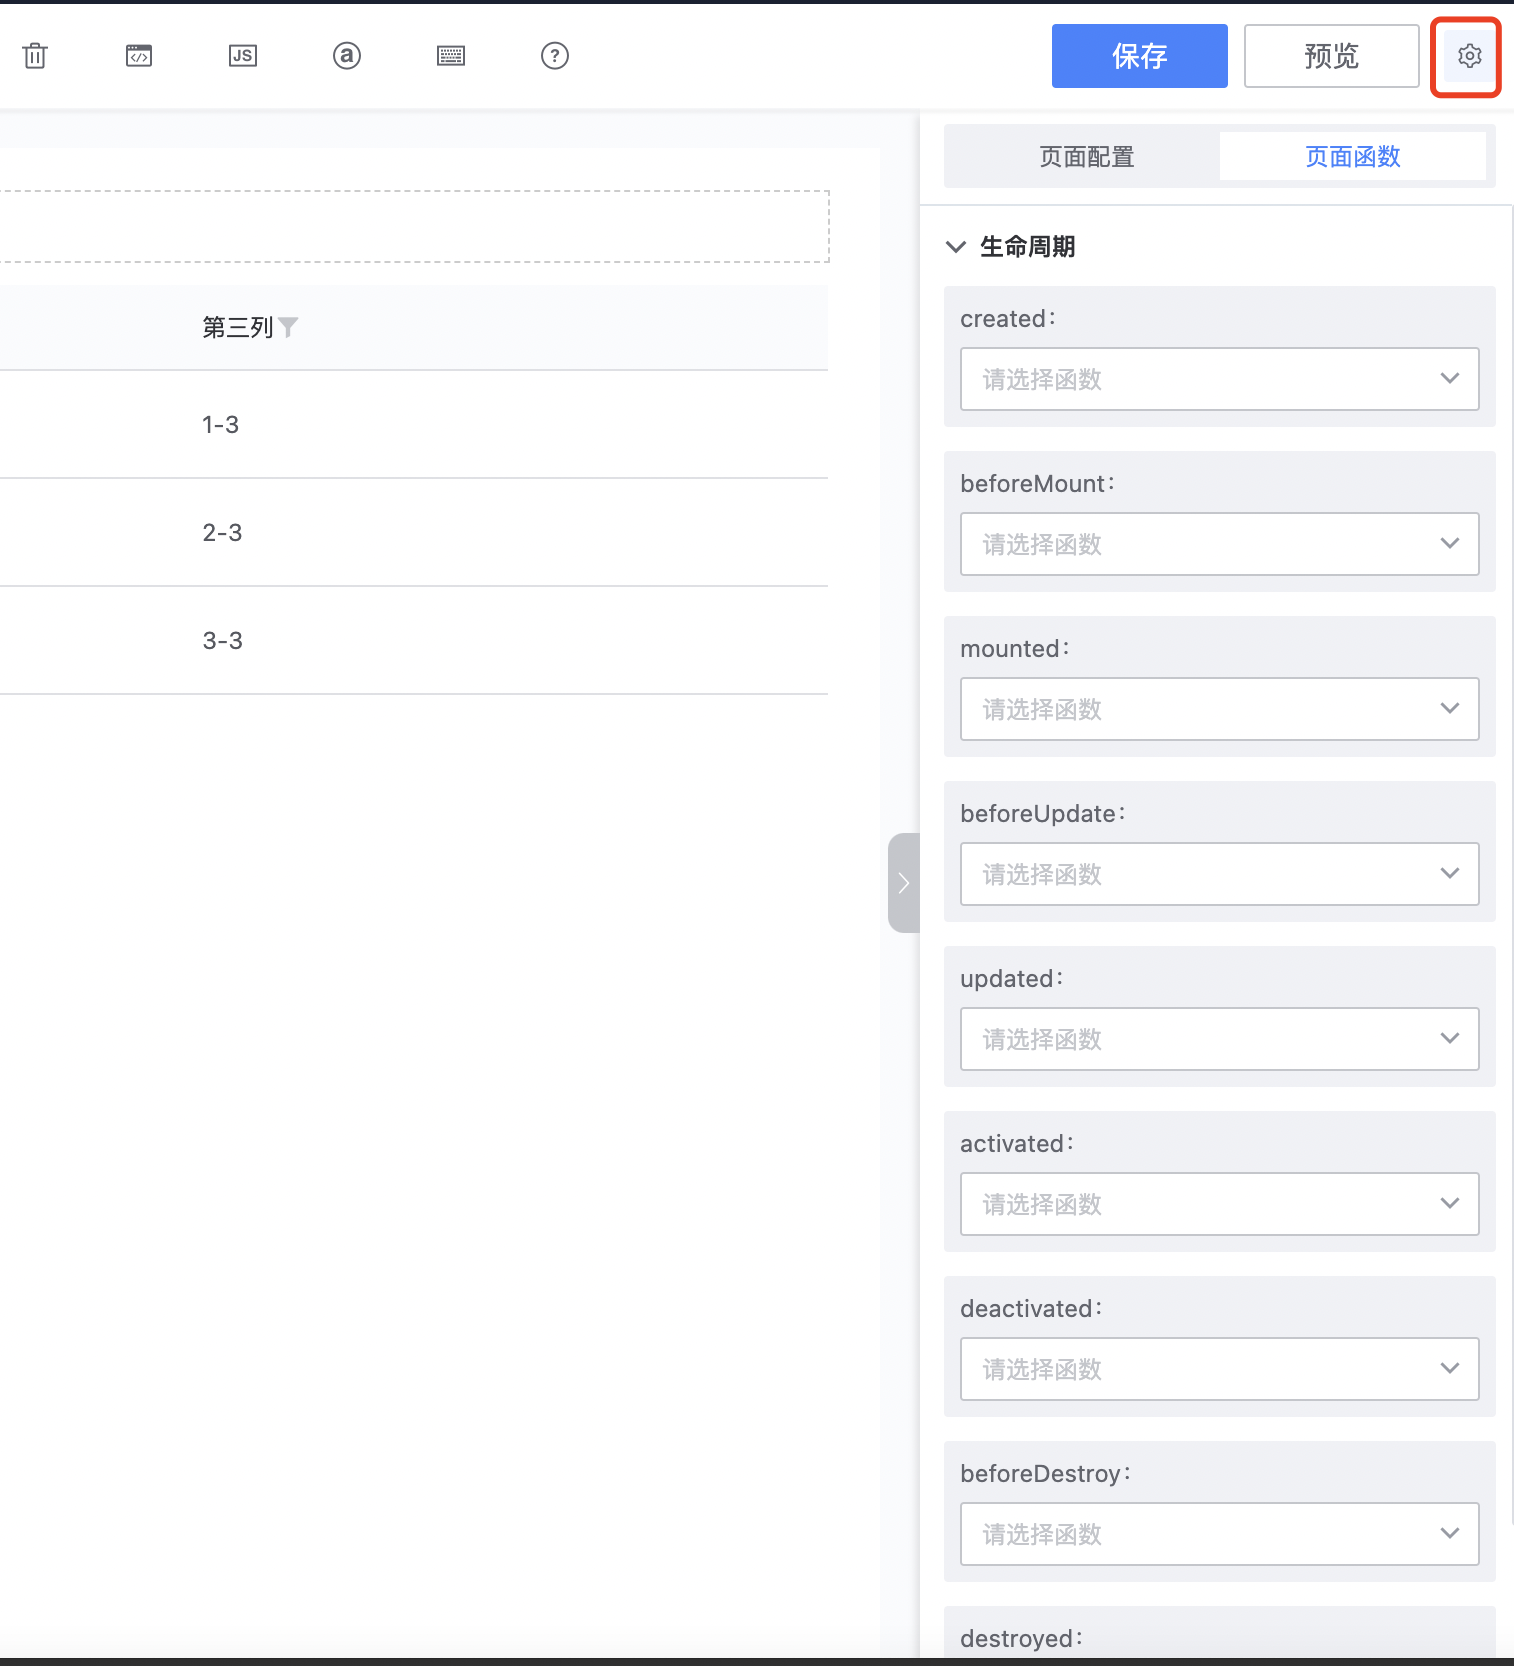 JS
a
?
保存
预览
页面配置
页面函数
生命周期
第三列
1-3
2-3
3-3
created:
请选择函数
beforeMount:
请选择函数
mounted:
请选择函数
beforeUpdate:
请选择函数
updated:
请选择函数
activated:
请选择函数
deactivated:
请选择函数
beforeDestroy:
请选择函数
destroyed: